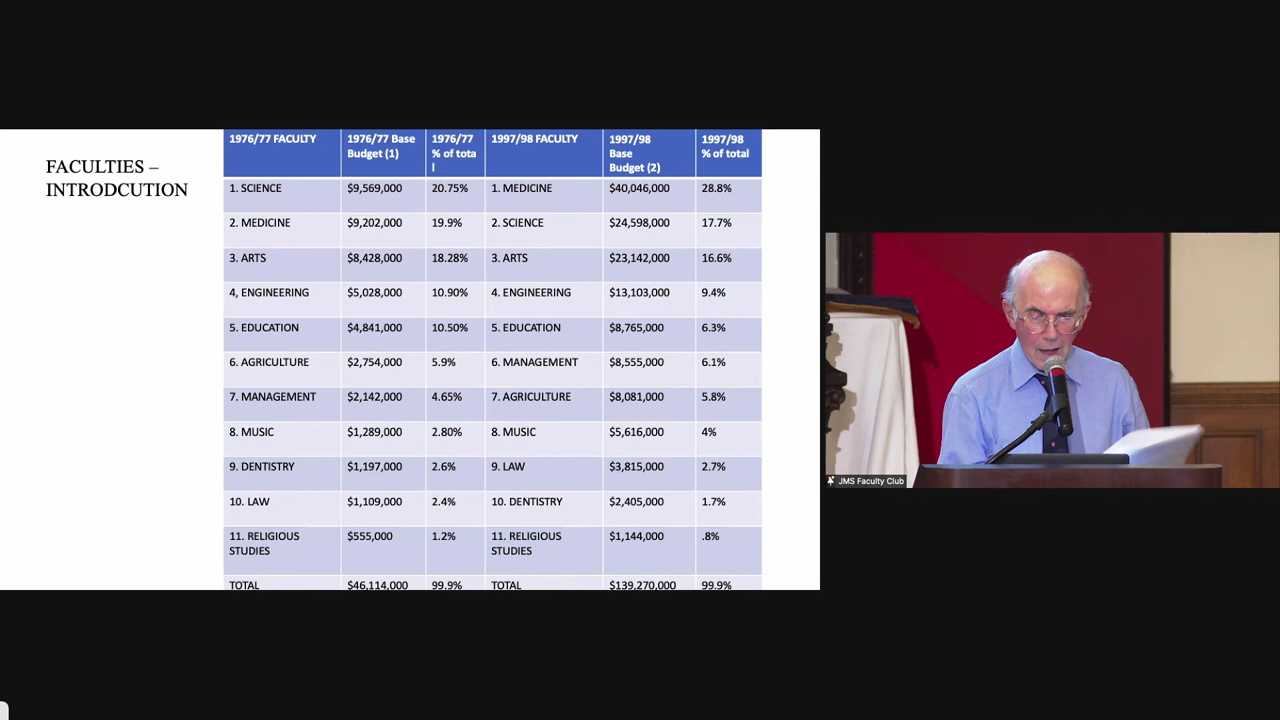 FACULTIES –
INTRODCUTION
1976/77 FACULTY 1976/77 Base Budget (1) 1976/77 % of tota l 1997/98 FACULTY 1997/98 Base Budget (2) 1997/98 % of total
1. SCIENCE $9,569,000 20.75% 1. MEDICINE $40,046,000 28.8%
2. MEDICINE $9,202,000 19.9% 2. SCIENCE $24,598,000 17.7%
3. ARTS $8,428,000 18.28% 3. ARTS $23,142,000 16.6%
4, ENGINEERING $5,028,000 10.90% 4. ENGINEERING $13,103,000 9.4%
5. EDUCATION $4,841,000 10.50% 5. EDUCATION $8,765,000 6.3%
6. AGRICULTURE $2,754,000 5.9% 6. MANAGEMENT $8,555,000 6.1%
7. MANAGEMENT $2,142,000 4.65% 7. AGRICULTURE $8,081,000 5.8%
8. MUSIC $1,289,000 2.80% 8. MUSIC $5,616,000 4%
9. DENTISTRY $1,197,000 2.6% 9. LAW $3,815,000 2.7%
10. LAW $1,109,000 2.4% 10. DENTISTRY $2,405,000 1.7%
11. RELIGIOUS STUDIES $555,000 1.2% 11. RELIGIOUS STUDIES $1,144,000 .8%
TOTAL $46,114,000 99.9% TOTAL $139,270,000 99.9%
JMS Faculty Club